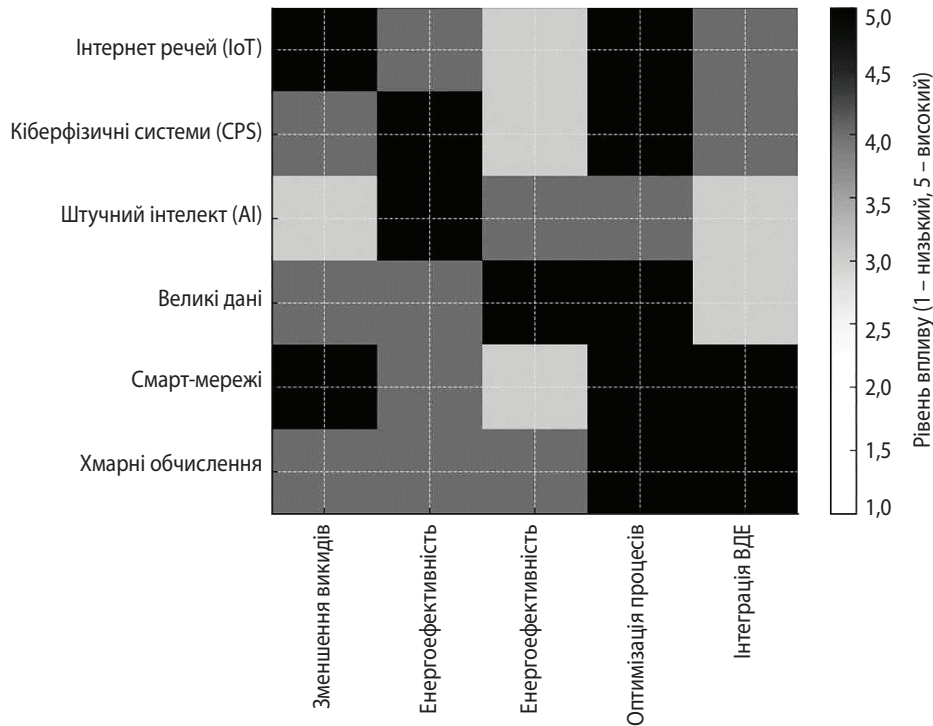 Інтернет речей (IoT)
Кіберфізичні системи (CPS)
Штучний інтелект (AI)
Великі дані
Смарт-мережі
Хмарні обчислення
Зменшення викидів
Енергоефективність
Енергоефективність
Оптимізація процесів
Інтеграція ВДЕ
5,0
4,5
4,0
3,5
3,0
2,5
2,0
1,5
1,0
Рівень впливу (1 – низький, 5 – високий)